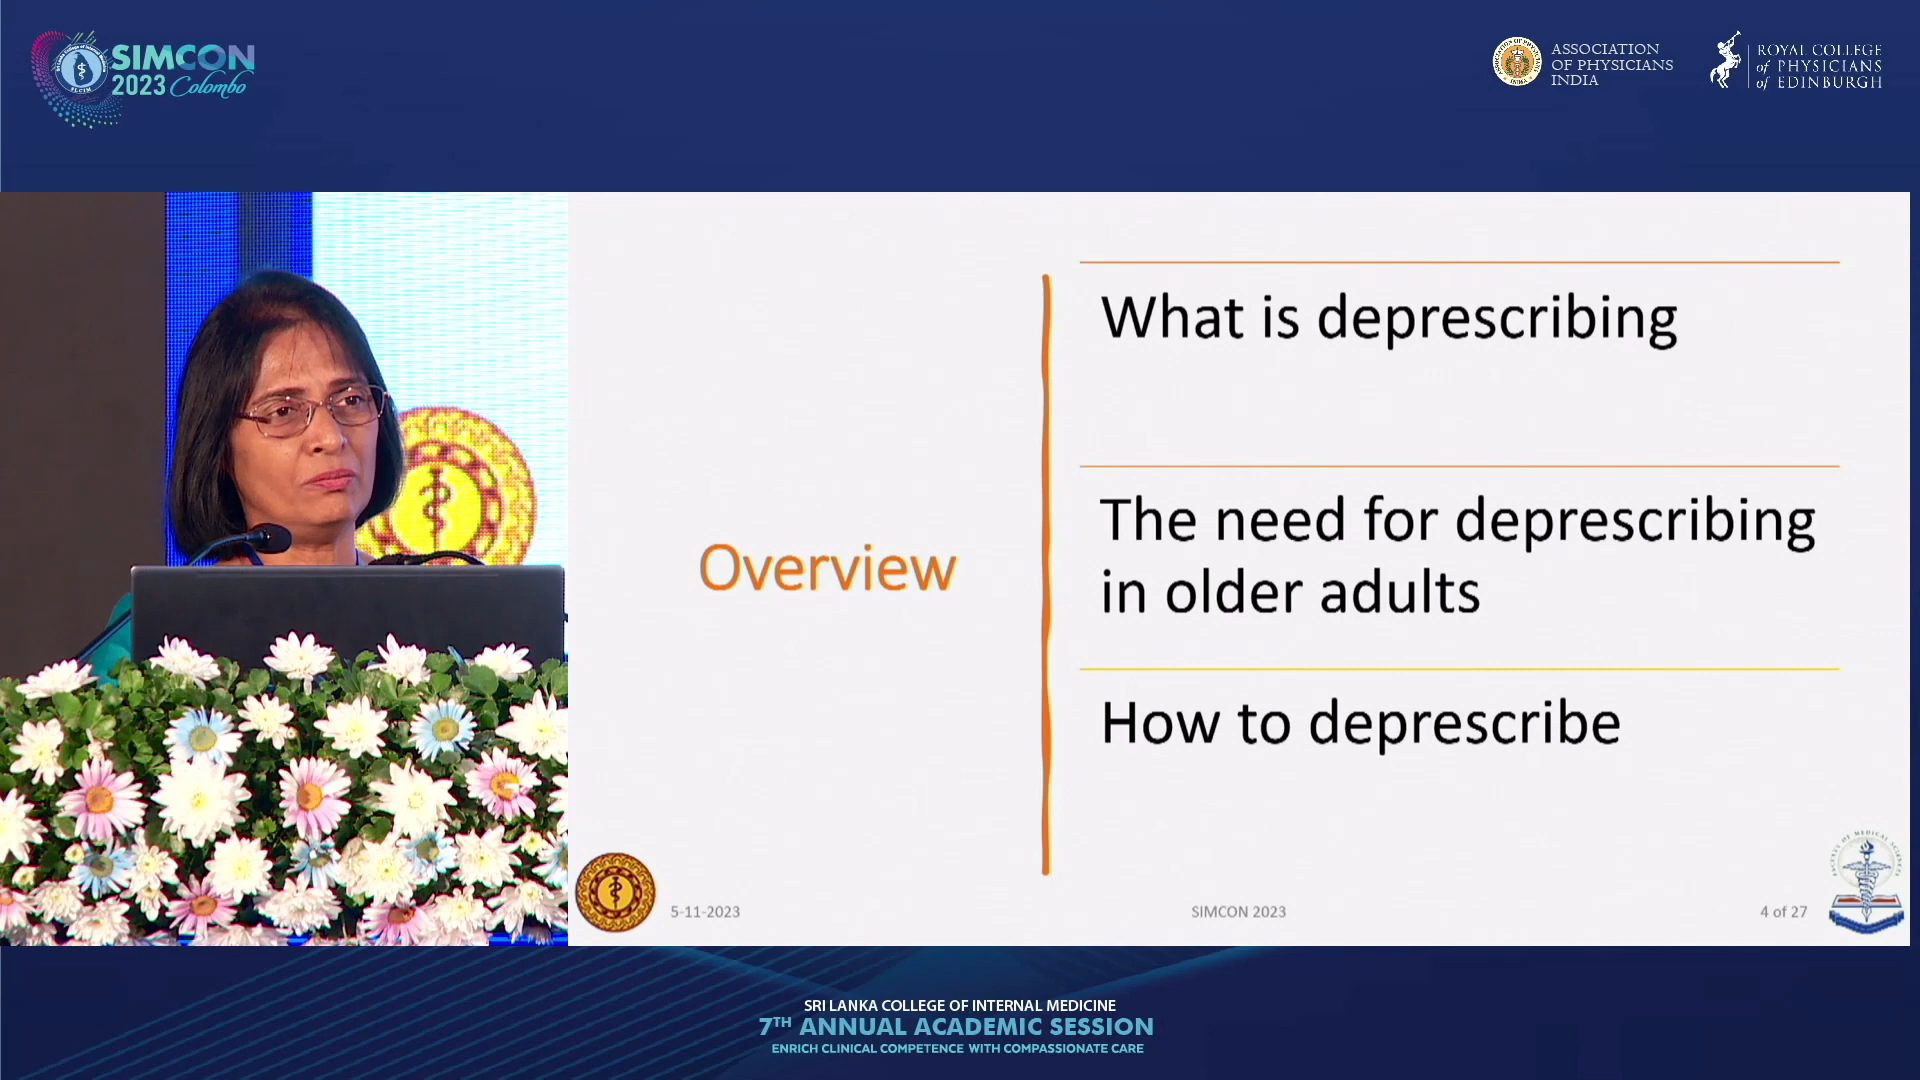 SIMCON
2023 Colombo
SLCIM
ASSOCIATION
OF PHYSICIANS
INDIA
ROYAL COLLEGE
of PHYSICIANS
of EDINBURGH
What is deprescribing
The need for deprescribing
in older adults
Overview
How to deprescribe
5-11-2023
SIMCON 2023
4 of 27
SRI LANKA COLLEGE OF INTERNAL MEDICINE
7TH ANNUAL ACADEMIC SESSION
ENRICH CLINICAL COMPETENCE WITH COMPASSIONATE CARE